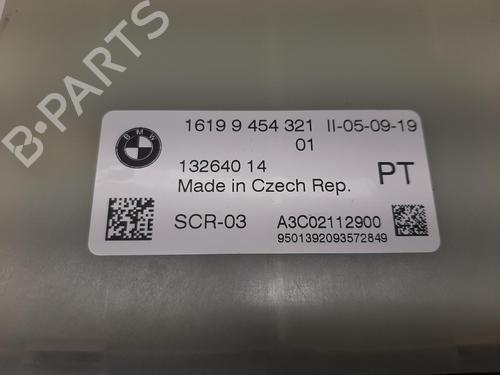 B-PARTS
BMW
1619 9 454 321 II-05-09-19
01
132640 14
Made in Czech Rep.
PT
SCR-03 A3C02112900
9501392093572849
B-PARTS